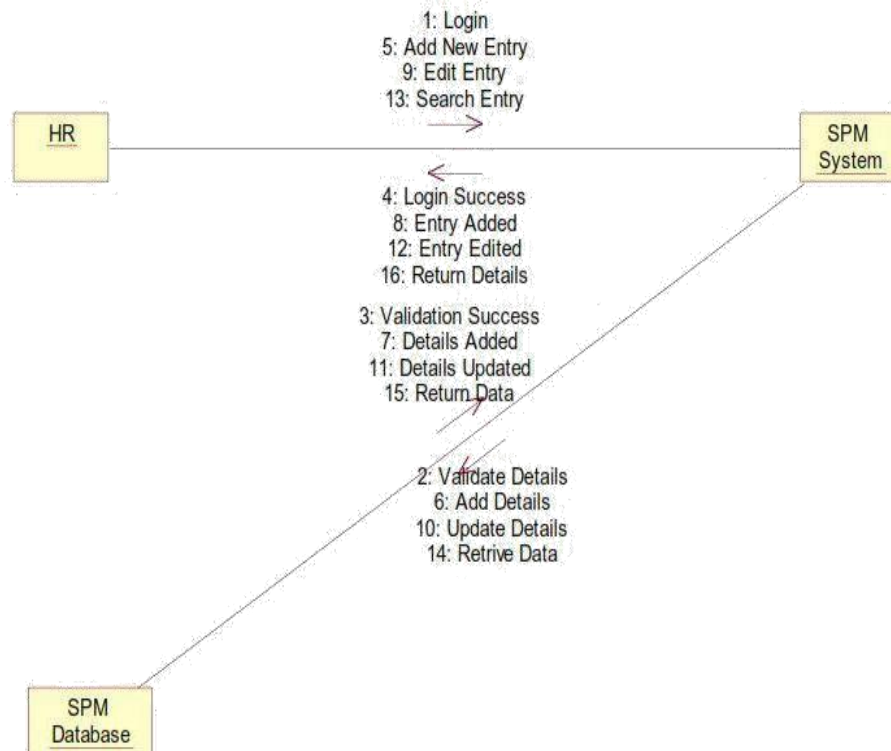 1: Login
5: Add New Entry
9: Edit Entry
13: Search Entry
HR
SPM
System
4: Login Success
8: Entry Added
12: Entry Edited
16: Return Details
3: Validation Success
7: Details Added
11: Details Updated
15: Return Data
2: Validate Details
6: Add Details
10: Update Details
14: Retrive Data
SPM
Database